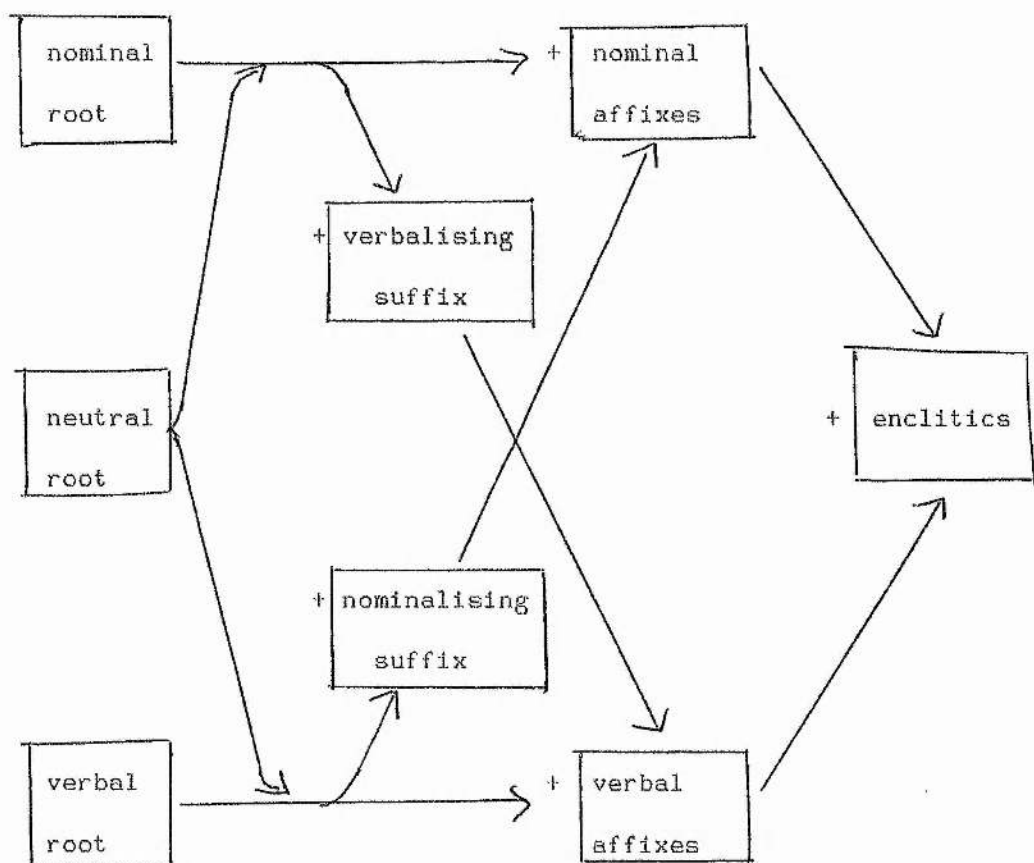 nominal
root
+ nominal
affixes
+ verbalising
suffix
neutral
root
+ enclitics
+ nominalising
suffix
verbal
root
+ verbal
affixes